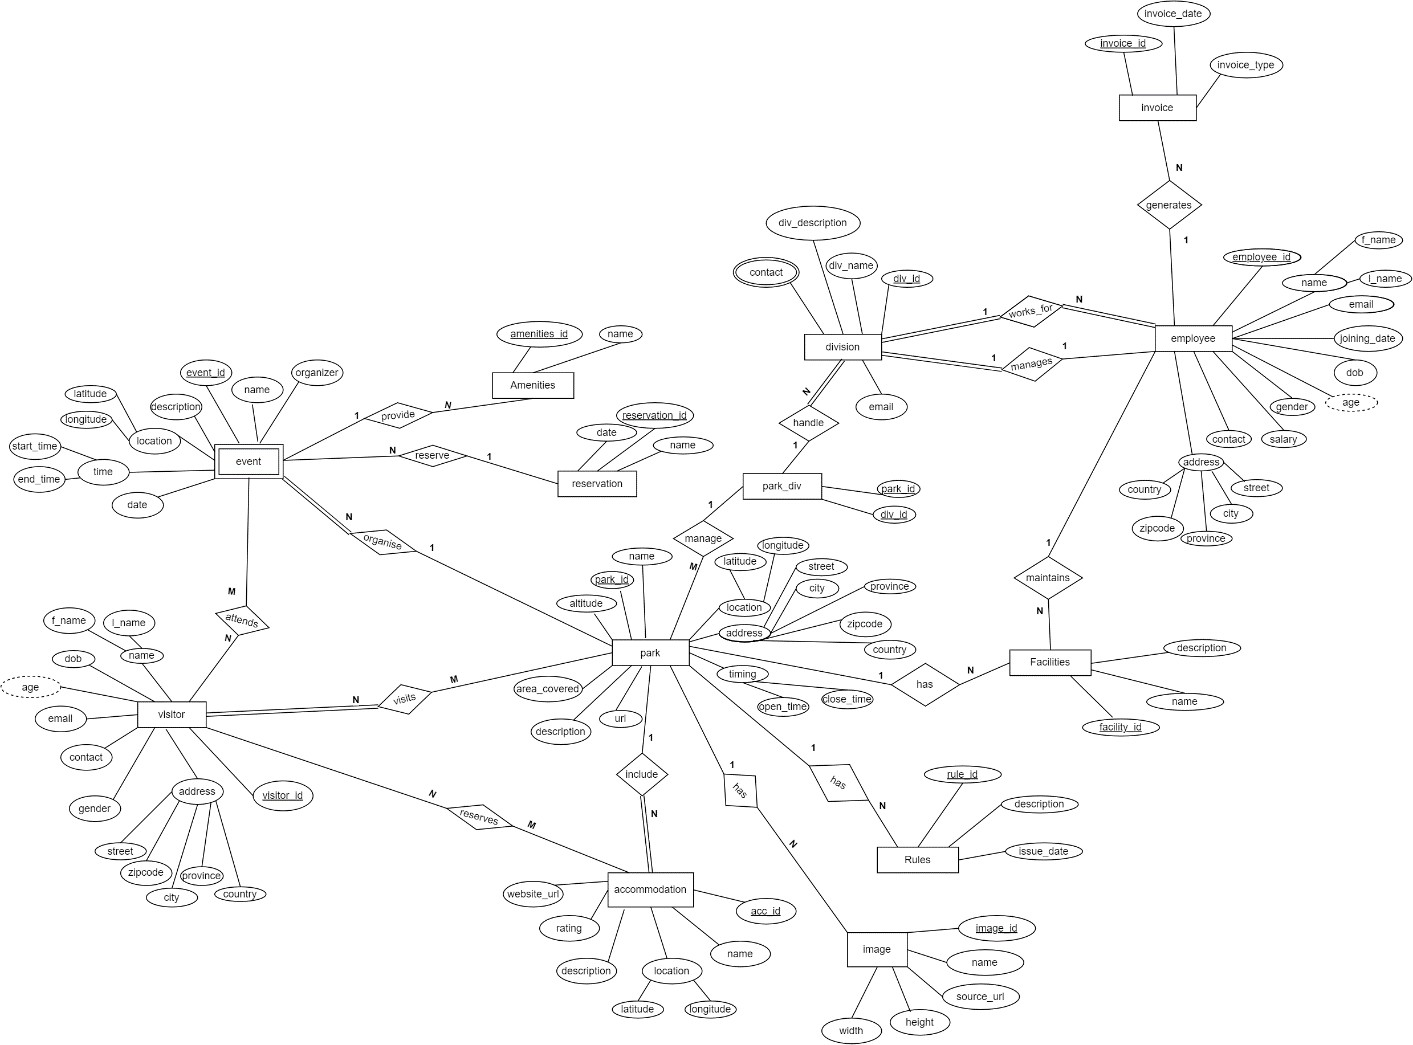 invoice_date
invoice_id
invoice_type
invoice
N
generates
1
div_description
contact
div_name
div_id
employee_id
f_name
name
l_name
email
joining_date
dob
age
gender
salary
contact
employee
address
country
street
city
zipcode
province
1
works_for
N
division
1
manages
1
email
N
handle
1
park_div
park_id
div_id
1
manage
M
1
maintains
N
amenities_id
name
Amenities
event_id
name
organizer
latitude
description
longitude
location
start_time
time
end_time
date
event
1
provide
N
N
reserve
1
reservation_id
date
name
reservation
N
organise
1
M
attends
N
name
park_id
altitude
latitude
longitude
location
street
city
province
address
zipcode
country
park
timing
close_time
open_time
area_covered
description
url
1
has
N
Facilities
description
name
facility_id
f_name
l_name
name
dob
age
email
contact
gender
visitor
address
visitor_id
street
zipcode
province
city
country
N
visits
M
N
reserves
M
1
include
N
1
has
N
1
has
N
rule_id
description
issue_date
Rules
accommodation
website_url
rating
acc_id
description
location
name
latitude
longitude
image
image_id
name
source_url
width
height